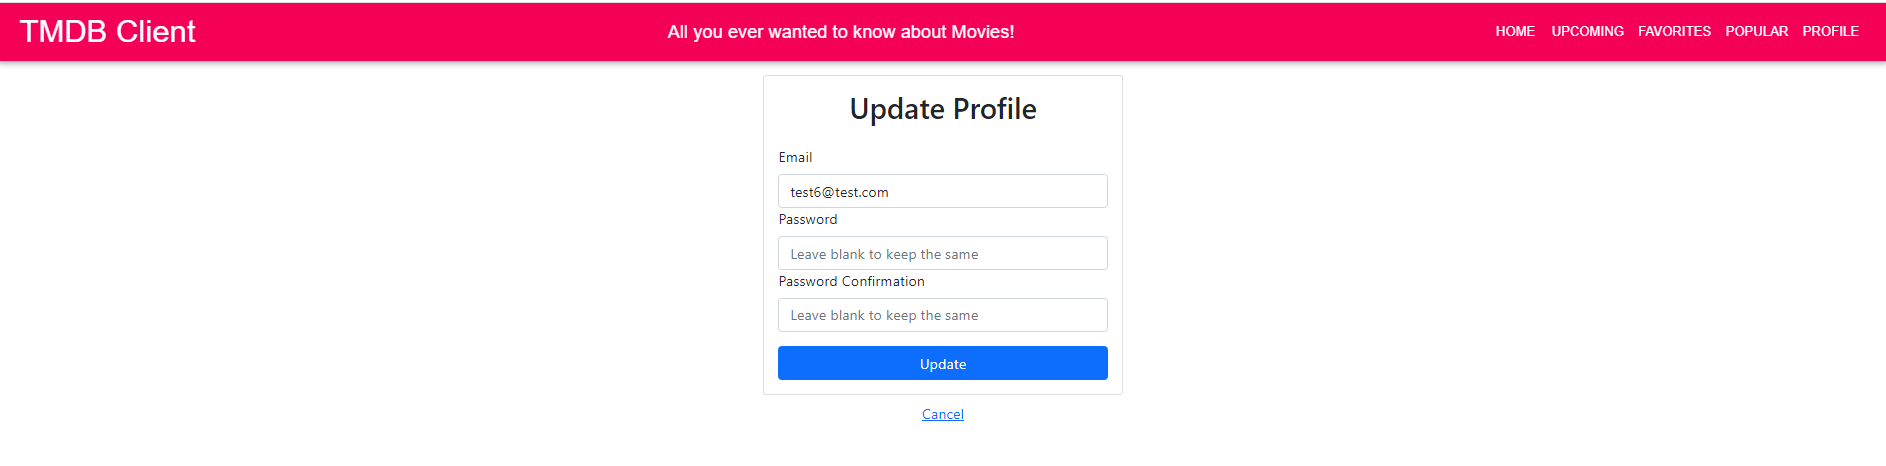 TMDB Client
All you ever wanted to know about Movies!
HOME UPCOMING FAVORITES POPULAR PROFILE
Update Profile
Email
test6@test.com
Password
Leave blank to keep the same
Password Confirmation
Leave blank to keep the same
Update
Cancel